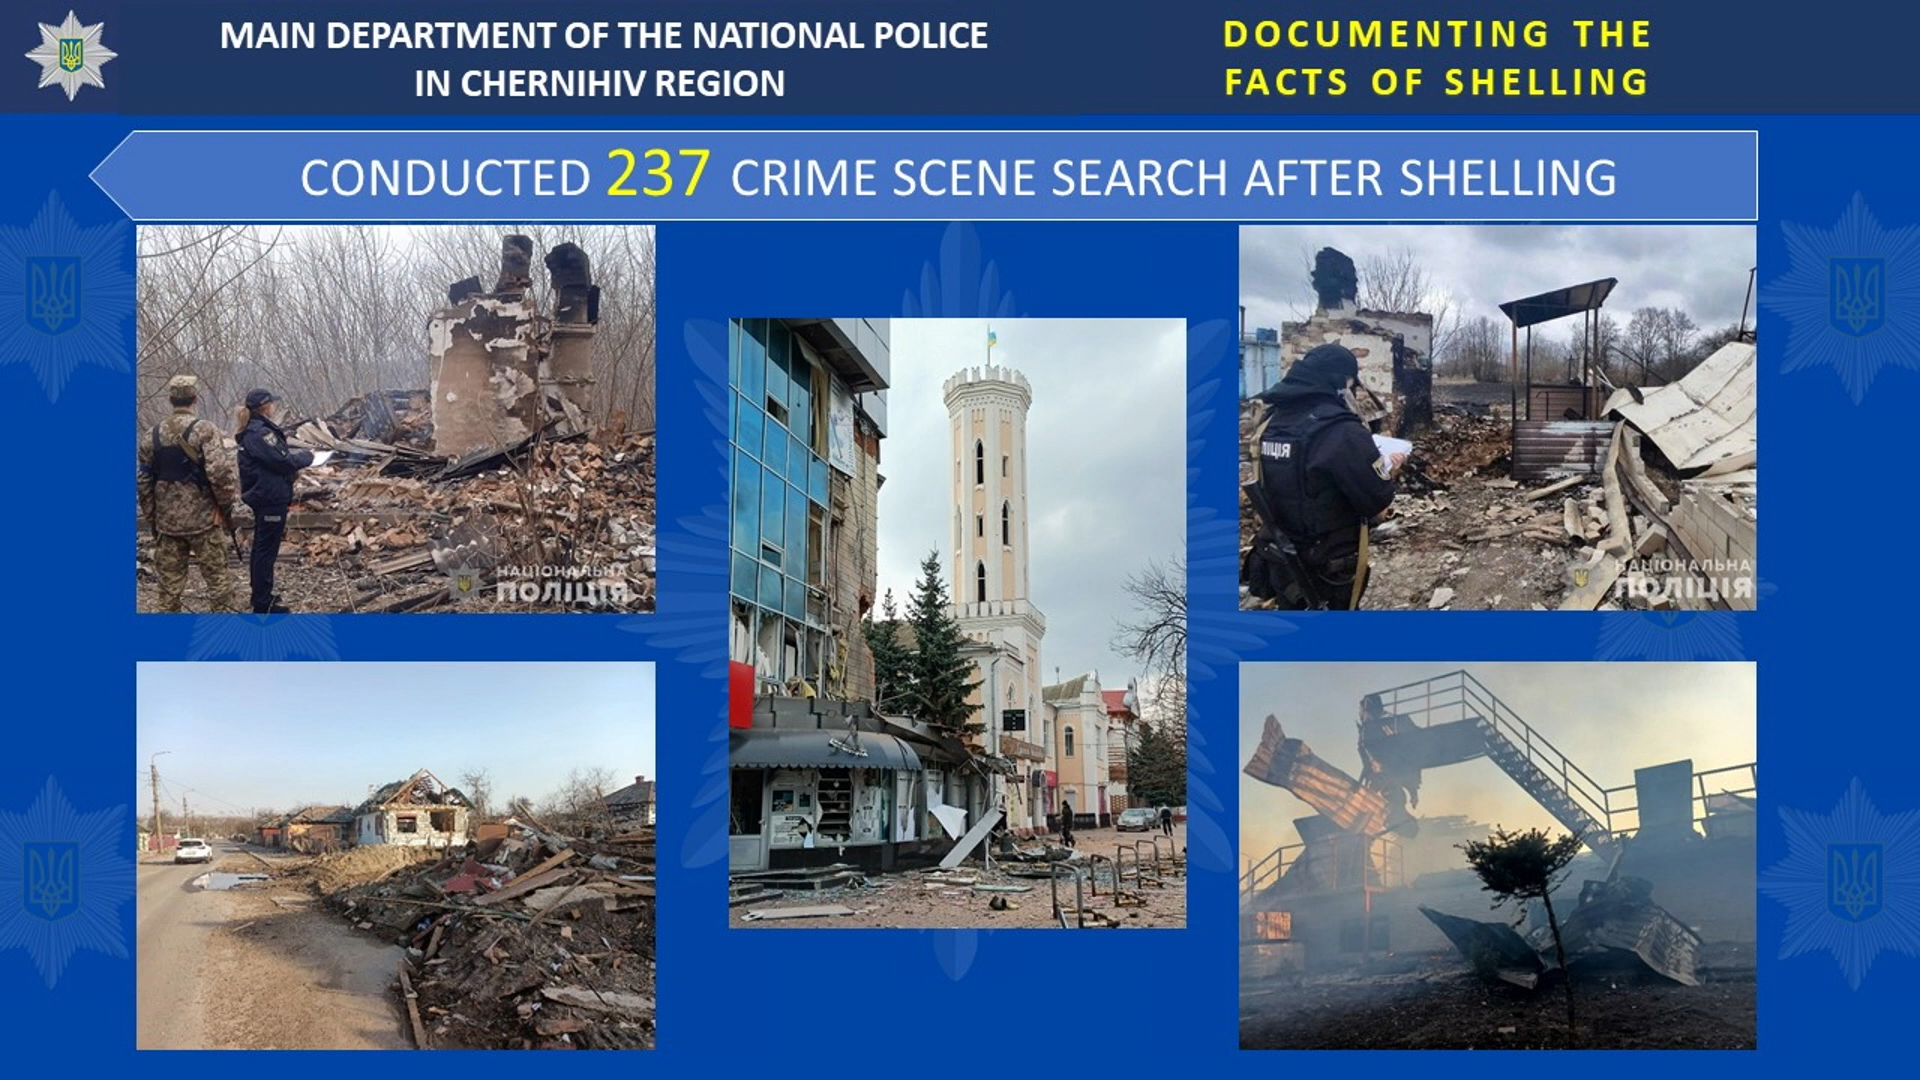 MAIN DEPARTMENT OF THE NATIONAL POLICE
IN CHERNIHIV REGION
DOCUMENTING THE
FACTS OF SHELLING
CONDUCTED 237 CRIME SCENE SEARCH AFTER SHELLING
НАЦІОНАЛЬНА
ПОЛІЦІЯ
ПІЦІЯ
НАЦІОНАЛЬНА
ПОЛІЦІЯ